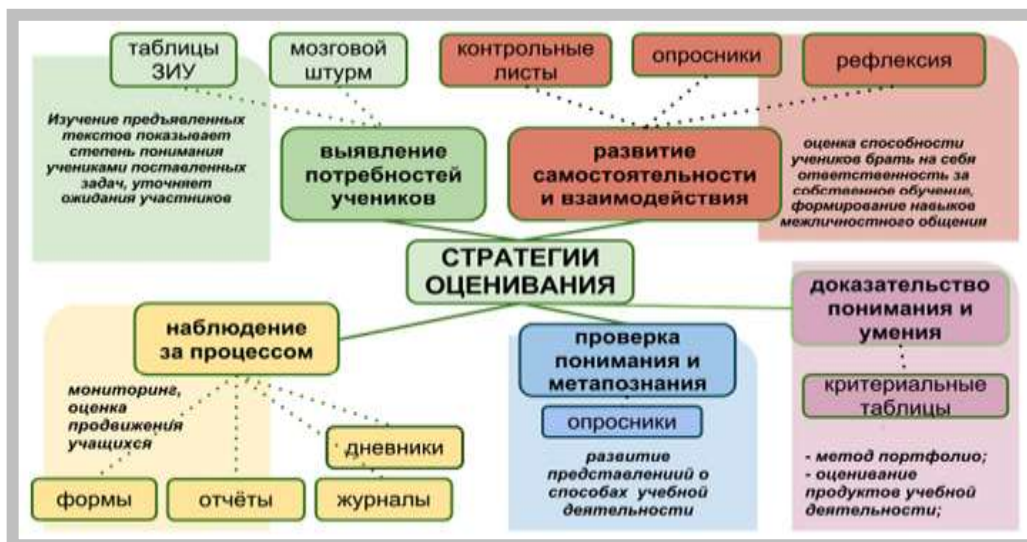 таблицы
ЗИУ
мозговой
штурм
контрольные
листы
опросники
рефлексия
Изучение предъявленных
текстов показывает
степень понимания
учениками поставленных
задач, уточняет
ожидания участников
выявление
потребностей
учеников
развитие
самостоятельности
и взаимодействия
оценка способности
учеников брать на себя
ответственность за
собственное обучение,
формирование навыков
межличностного общения
СТРАТЕГИИ
ОЦЕНИВАНИЯ
наблюдение
за процессом
мониторинг,
оценка
продвижения
учащихся
дневники
формы
отчёты
журналы
проверка
понимания и
метапознания
опросники
развитие
представлениий о
способах учебной
деятельности
доказательство
понимания и
умения
критериальные
таблицы
- метод портфолио;
- оценивание
продуктов учебной
деятельности;